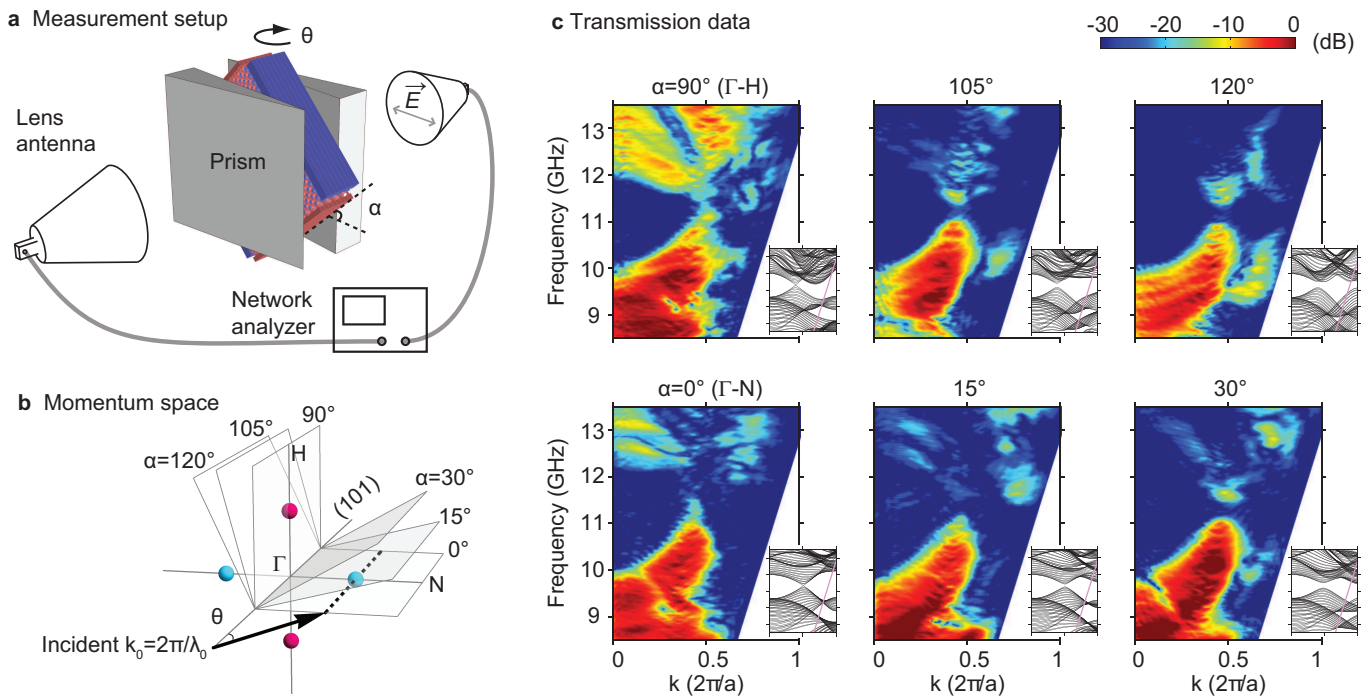 a Measurement setup
θ
E
Lens
antenna
Prism
α
Network
analyzer
b Momentum space
90°
105°
α=120°
H
(101)
α=30°
15°
0°
Γ
N
θ
Incident k₀=2π/λ₀
c Transmission data
-30 -20 -10 0
(dB)
α=90° (Γ-H)
105°
120°
Frequency (GHz)
13
12
11
10
9
α=0° (Γ-N)
15°
30°
Frequency (GHz)
13
12
11
10
9
0 0.5 1
0 0.5 1
0 0.5 1
k (2π/a)
k (2π/a)
k (2π/a)